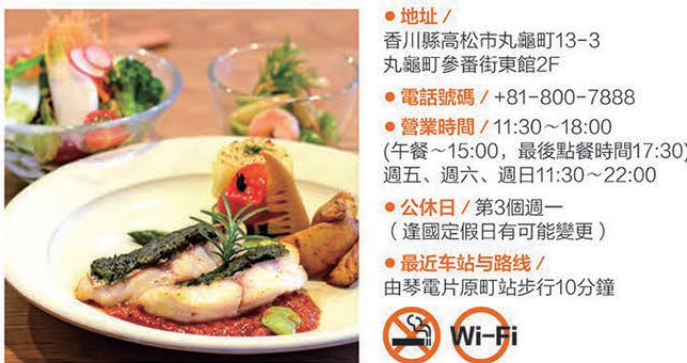 ●地址 /
香川縣高松市丸龜町13-3
丸龜町參番街東館2F
●電話號碼 / +81-800-7888
●營業時間 / 11:30～18:00
(午餐～15:00，最後點餐時間17:30)
週五、週六、週日11:30～22:00
●公休日 / 第3個週一
（逢國定假日有可能變更）
●最近车站与路线 /
由琴電片原町站步行10分鐘
Wi-Fi